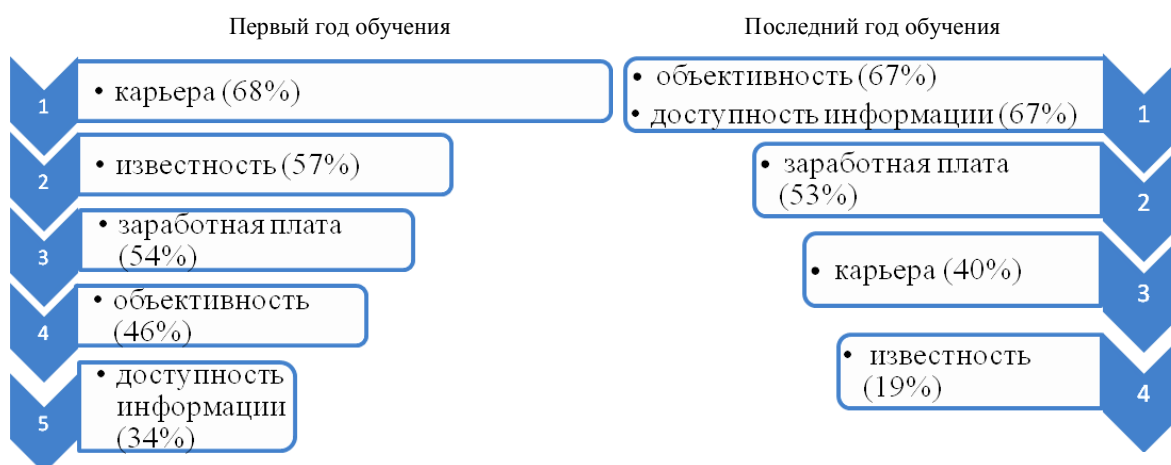 Первый год обучения
1
• карьера (68%)
2
• известность (57%)
3
• заработная плата
(54%)
4
• объективность
(46%)
5
• доступность
информации
(34%)
Последний год обучения
• объективность (67%)
• доступность информации (67%)
1
• заработная плата
(53%)
2
• карьера (40%)
3
• известность
(19%)
4